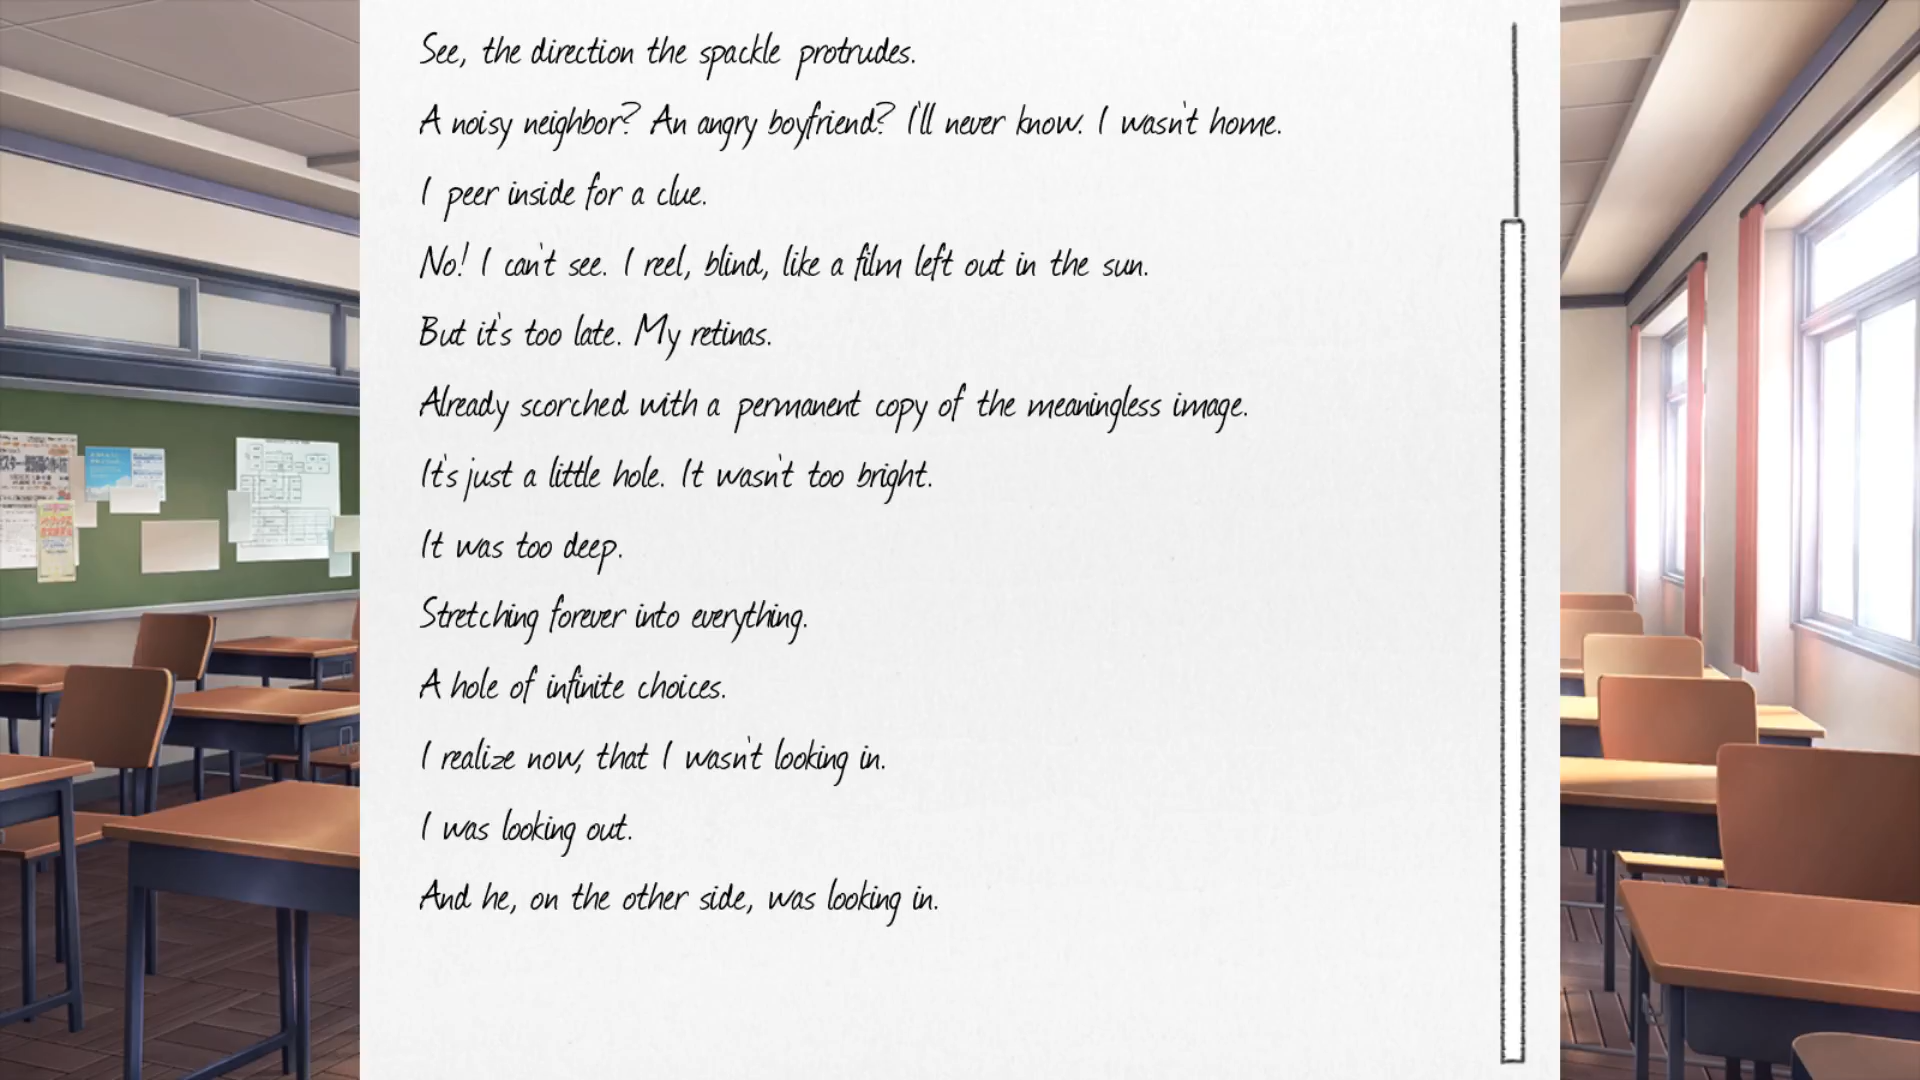 See, the direction the spackle protrudes.
A noisy neighbor? An angry boyfriend? I'll never know. I wasn't home.
I peer inside for a clue.
No! I can't see. I reel, blind, like a film left out in the sun.
But it's too late. My retinas.
Already scorched with a permanent copy of the meaningless image.
It's just a little hole. It wasn't too bright.
It was too deep.
Stretching forever into everything.
A hole of infinite choices.
I realize now, that I wasn't looking in.
I was looking out.
And he, on the other side, was looking in.